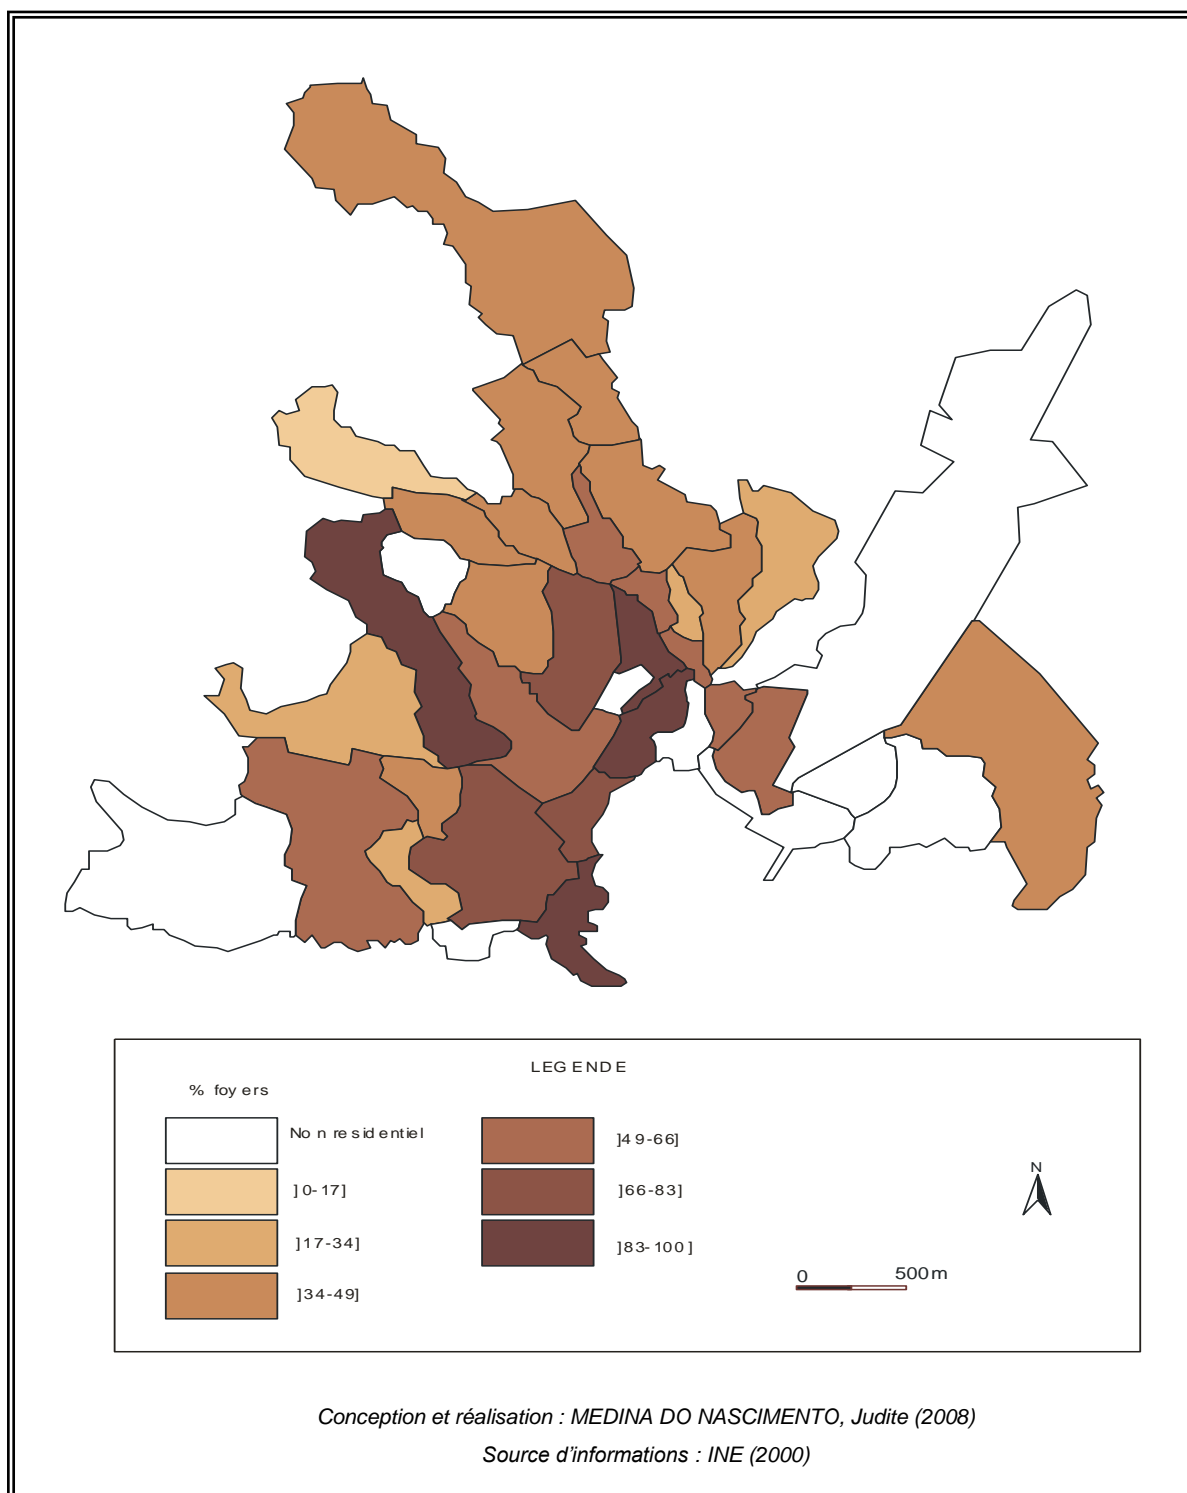 LEGENDE
% foyers
Non residentiel
]0-17]
]17-34]
]34-49]
]49-66]
]66-83]
]83-100]
N
0 500m
Conception et réalisation : MEDINA DO NASCIMENTO, Judite (2008)
Source d'informations : INE (2000)